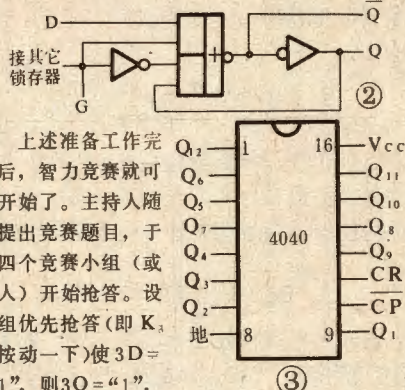 D
接其它
锁存器
G
+
Q̅
Q
②
上述准备工作完
后，智力竞赛就可
开始了。主持人随
提出竞赛题目，于
四个竞赛小组（或
人）开始抢答。设
组优先抢答(即 K₃
按动一下)使 3D=
1”，则3Q=“1”，
Q₁₂
Q₆
Q₅
Q₇
Q₄
Q₃
Q₂
地
1
8
4040
16
9
Vcc
Q₁₁
Q₁₀
Q₈
Q₉
CR
C̅P̅
Q₁
③